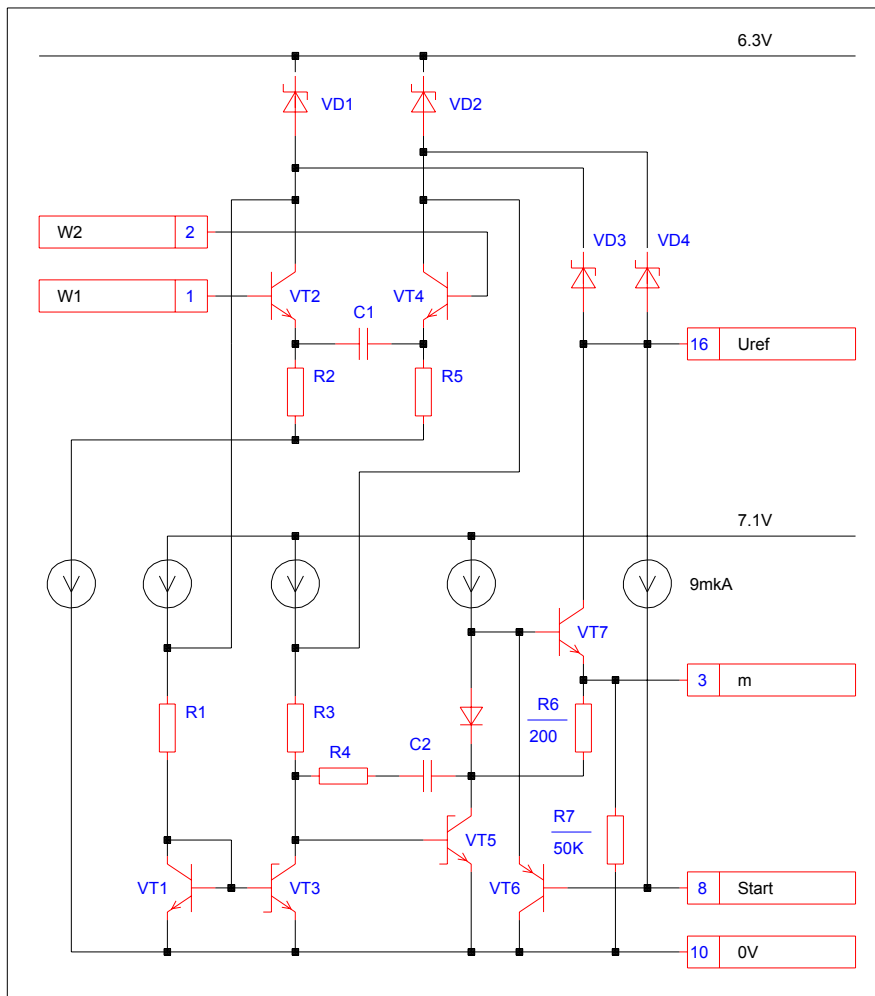 6.3V
VD1 VD2
W2 2
VD3 VD4
W1 1
VT2 VT4
C1
16 Uref
R2 R5
7.1V
9mkA
VT7
3 m
R1 R3 R6
200
R4 C2
R7
50K
VT5
VT1 VT3 VT6
8 Start
10 0V